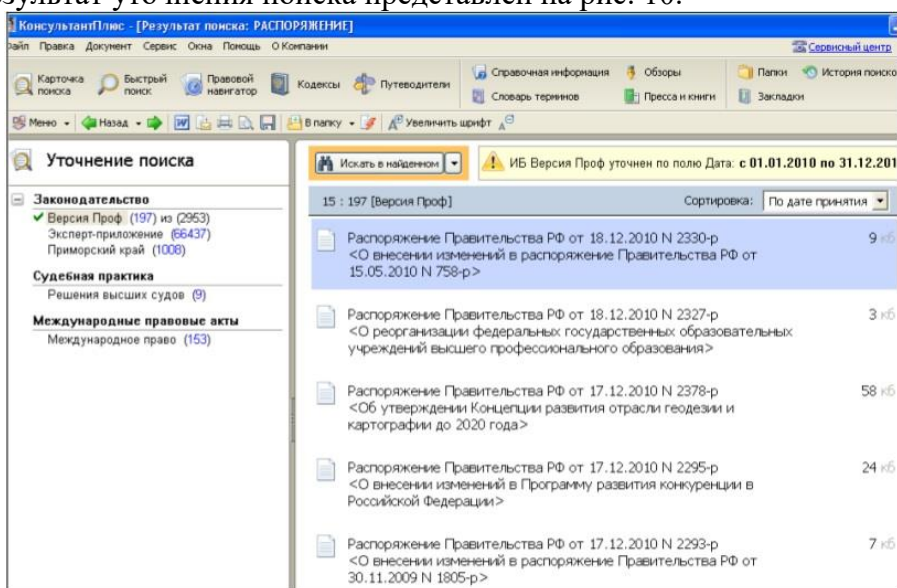 зультат уточнения поиска представлен на рис. 10.
КонсультантПлюс - [Результат поиска: РАСПОРЯЖЕНИЕ]
Файл Правка Документ Сервис Окна Помощь О Компании
Сервисный центр
Карточка поиска
Быстрый поиск
Правовой навигатор
Кодексы
Путеводители
Справочная информация
Обзоры
Папки
История поиско
Словарь терминов
Пресса и книги
Закладки
Меню
Назад
В папку
Увеличить шрифт
Уточнение поиска
Искать в найденном
ИБ Версия Проф уточнен по полю Дата: с 01.01.2010 по 31.12.201
Законодательство
Версия Проф (197) из (2953)
Эксперт-приложение (66437)
Приморский край (1008)
Судебная практика
Решения высших судов (9)
Международные правовые акты
Международное право (153)
15 : 197 [Версия Проф]
Сортировка: По дате принятия
Распоряжение Правительства РФ от 18.12.2010 N 2330-р 9 кб
<О внесении изменений в распоряжение Правительства РФ от
15.05.2010 N 758-р>
Распоряжение Правительства РФ от 18.12.2010 N 2327-р 3 кб
<О реорганизации федеральных государственных образовательных
учреждений высшего профессионального образования>
Распоряжение Правительства РФ от 17.12.2010 N 2378-р 58 кб
<Об утверждении Концепции развития отрасли геодезии и
картографии до 2020 года>
Распоряжение Правительства РФ от 17.12.2010 N 2295-р 24 кб
<О внесении изменений в Программу развития конкуренции в
Российской Федерации>
Распоряжение Правительства РФ от 17.12.2010 N 2293-р 7 кб
<О внесении изменений в распоряжение Правительства РФ от
30.11.2009 N 1805-р>